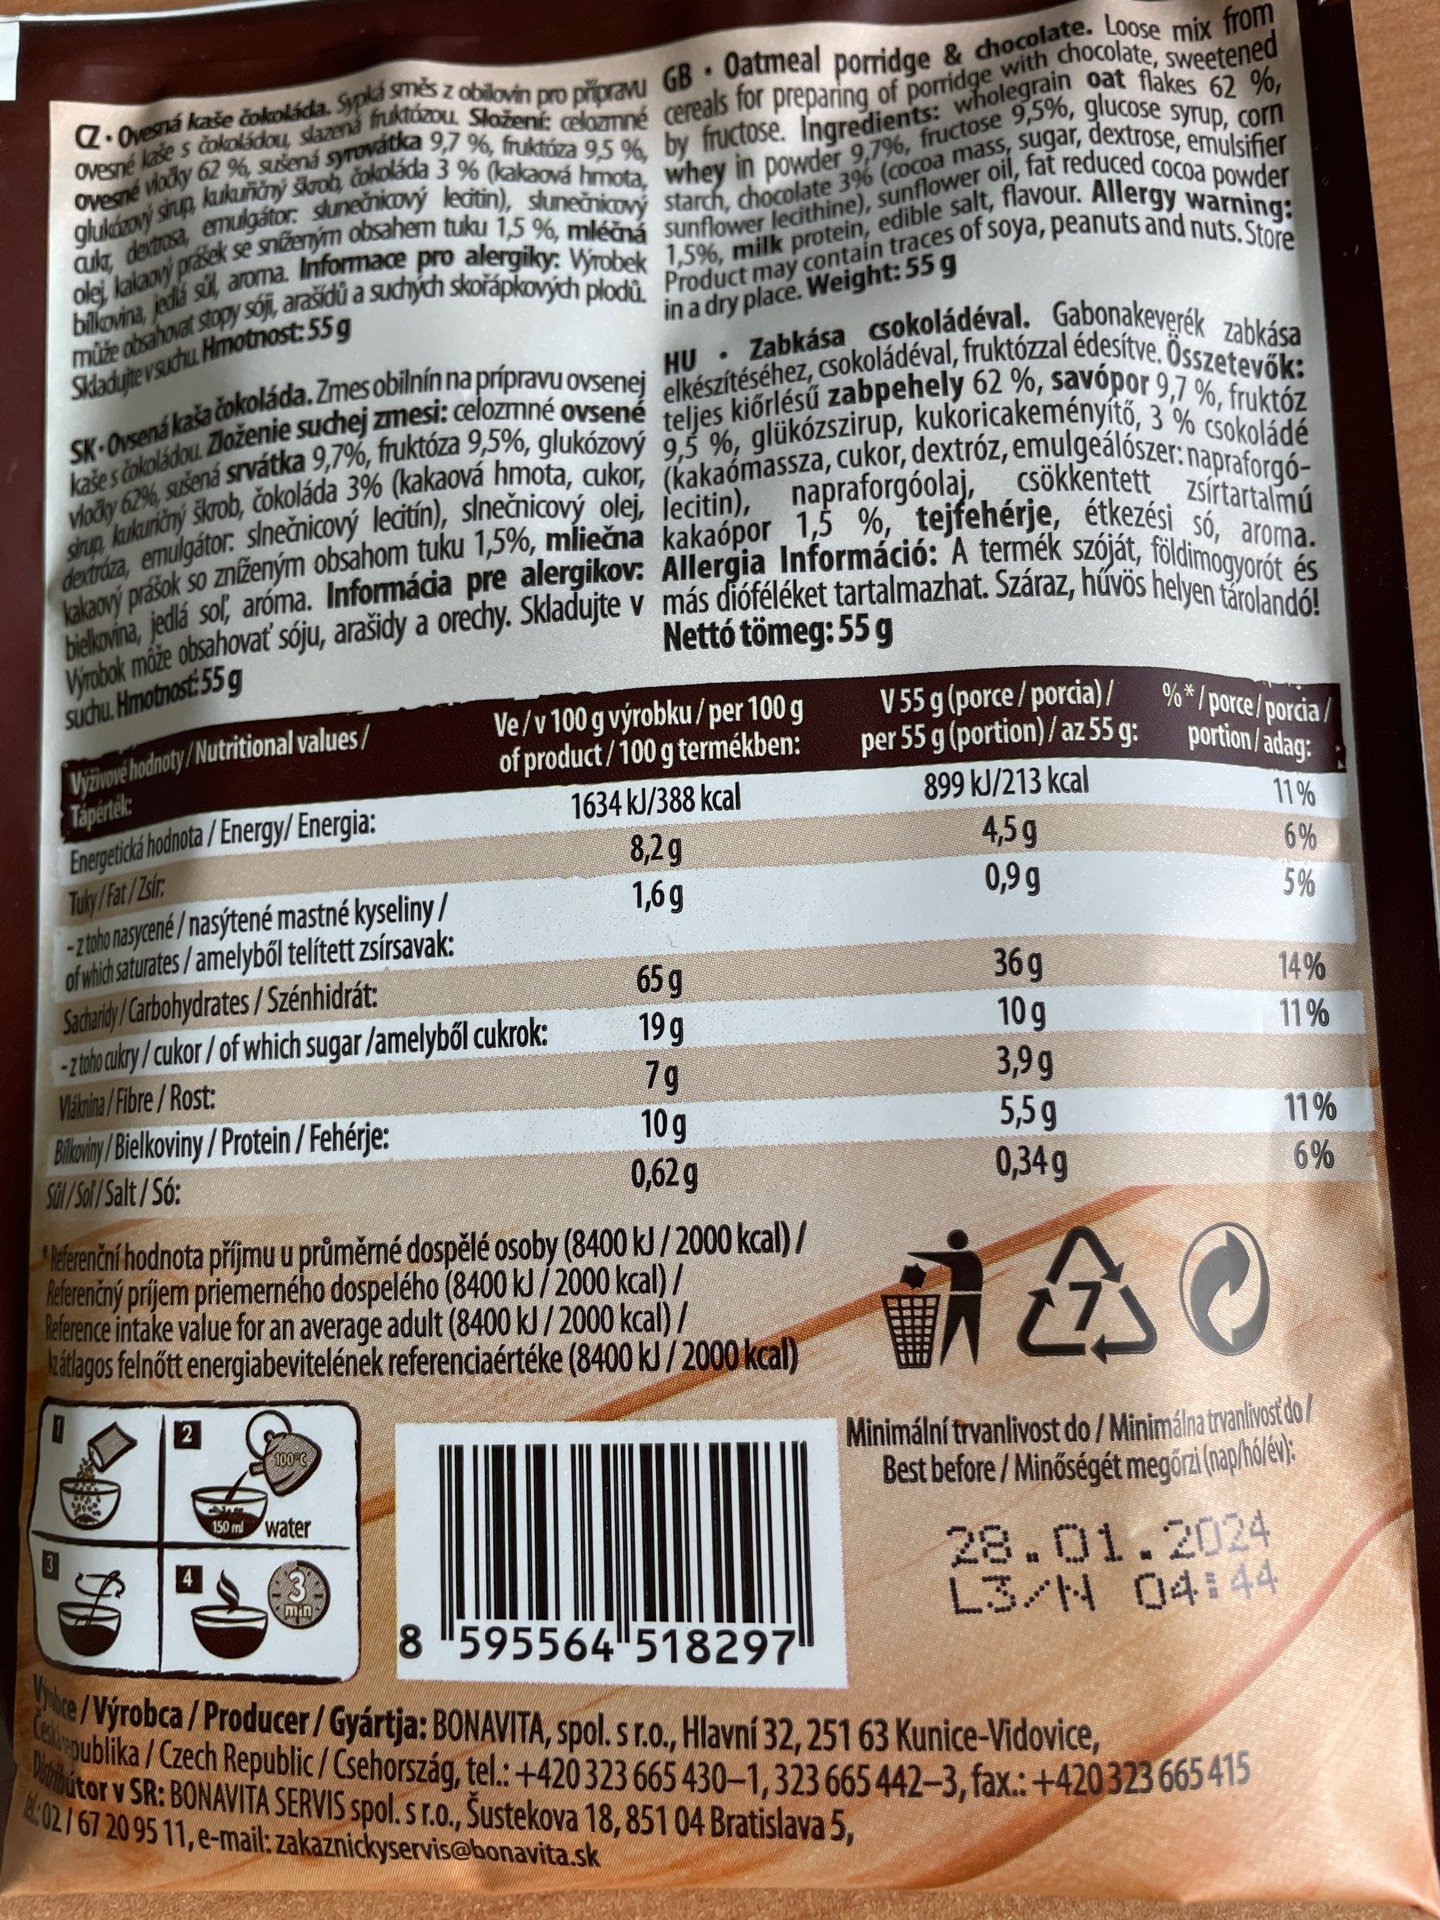 CZ • Ovesná kaše čokoláda. Sypká směs z obilovin pro přípravu
ovesné kaše s čokoládou, slazená fruktózou. Složení: celozrnné
ovesné vločky 62 %, sušená syrovátka 9,7 %, fruktóza 9,5 %,
glukózový sirup, kukuřičný škrob, čokoláda 3 % (kakaová hmota,
cukr, dextrosa, emulgátor: slunečnicový lecitin), slunečnicový
olej, kakaový prášek se sníženým obsahem tuku 1,5 %, mléčná
bílkovina, jedlá sůl, aroma. Informace pro alergiky: Výrobek
může obsahovat stopy sóji, arašídů a suchých skořápkových plodů.
Skladujte v suchu. Hmotnost: 55 g
SK • Ovsená kaša čokoláda. Zmes obilnín na prípravu ovsenej
kaše s čokoládou. Zloženie suchej zmesi: celozrnné ovsené
vločky 62%, sušená srvátka 9,7%, fruktóza 9,5%, glukózový
sirup, kukuričný škrob, čokoláda 3% (kakaová hmota, cukor,
dextróza, emulgátor: slnečnicový lecitín), slnečnicový olej,
kakaový prášok so zníženým obsahom tuku 1,5%, mliečna
bielkovina, jedlá soľ, aróma. Informácia pre alergikov:
Výrobok môže obsahovať sóju, arašidy a orechy. Skladujte v
suchu. Hmotnosť: 55 g
GB • Oatmeal porridge & chocolate. Loose mix from
cereals for preparing of porridge with chocolate, sweetened
by fructose. Ingredients: wholegrain oat flakes 62 %,
whey in powder 9,7%, fructose 9,5%, glucose syrup, corn
starch, chocolate 3% (cocoa mass, sugar, dextrose, emulsifier
sunflower lecithine), sunflower oil, fat reduced cocoa powder
1,5%, milk protein, edible salt, flavour. Allergy warning:
Product may contain traces of soya, peanuts and nuts. Store
in a dry place. Weight: 55 g
HU • Zabkása csokoládéval. Gabonakeverék zabkása
elkészítéséhez, csokoládéval, fruktózzal édesítve. Összetevők:
teljes kiőrlésű zabpehely 62 %, savópor 9,7 %, fruktóz
9,5 %, glükózszirup, kukoricakeményítő, 3 % csokoládé
(kakaómassza, cukor, dextróz, emulgeálószer: napraforgó-
lecitin), napraforgóolaj, csökkentett zsírtartalmú
kakaópor 1,5 %, tejfehérje, étkezési só, aroma.
Allergia Információ: A termék szóját, földimogyorót és
más dióféléket tartalmazhat. Száraz, hűvös helyen tárolandó!
Nettó tömeg: 55 g
Výživové hodnoty / Nutritional values / Ve / v 100 g výrobku / per 100 g V 55 g (porce / porcia) / %* / porce / porcia /
Tápérték: of product / 100 g termékben: per 55 g (portion) / az 55 g: portion / adag:
Energetická hodnota / Energy/ Energia: 1634 kJ/388 kcal 899 kJ/213 kcal 11%
Tuky / Fat / Zsír: 8,2 g 4,5 g 6%
- z toho nasycené / nasýtené mastné kyseliny / 1,6 g 0,9 g 5%
of which saturates / amelyből telített zsírsavak:
Sacharidy / Carbohydrates / Szénhidrát: 65 g 36 g 14%
- z toho cukry / cukor / of which sugar /amelyből cukrok: 19 g 10 g 11%
Vláknina / Fibre / Rost: 7 g 3,9 g
Bílkoviny / Bielkoviny / Protein / Fehérje: 10 g 5,5 g 11%
Sůl / Soľ / Salt / Só: 0,62 g 0,34 g 6%
*Referenční hodnota příjmu u průměrné dospělé osoby (8400 kJ / 2000 kcal) /
Referenčný príjem priemerného dospelého (8400 kJ / 2000 kcal) /
Reference intake value for an average adult (8400 kJ / 2000 kcal) /
Az átlagos felnőtt energiabevitelének referenciaértéke (8400 kJ / 2000 kcal)
7
1
2
100°C
150 ml
water
3
4
3
min
8 595564 518297
Minimální trvanlivost do / Minimálna trvanlivosť do /
Best before / Minőségét megőrzi (nap/hó/év):
28.01.2024
L3/N 04:44
Výrobce / Výrobca / Producer / Gyártja: BONAVITA, spol. s r.o., Hlavní 32, 251 63 Kunice-Vidovice,
Česká republika / Czech Republic / Csehország, tel.: +420 323 665 430–1, 323 665 442–3, fax.: +420 323 665 415
Distribútor v SR: BONAVITA SERVIS spol. s r.o., Šustekova 18, 851 04 Bratislava 5,
tel.: 02 / 67 20 95 11, e-mail: zakaznickyservis@bonavita.sk